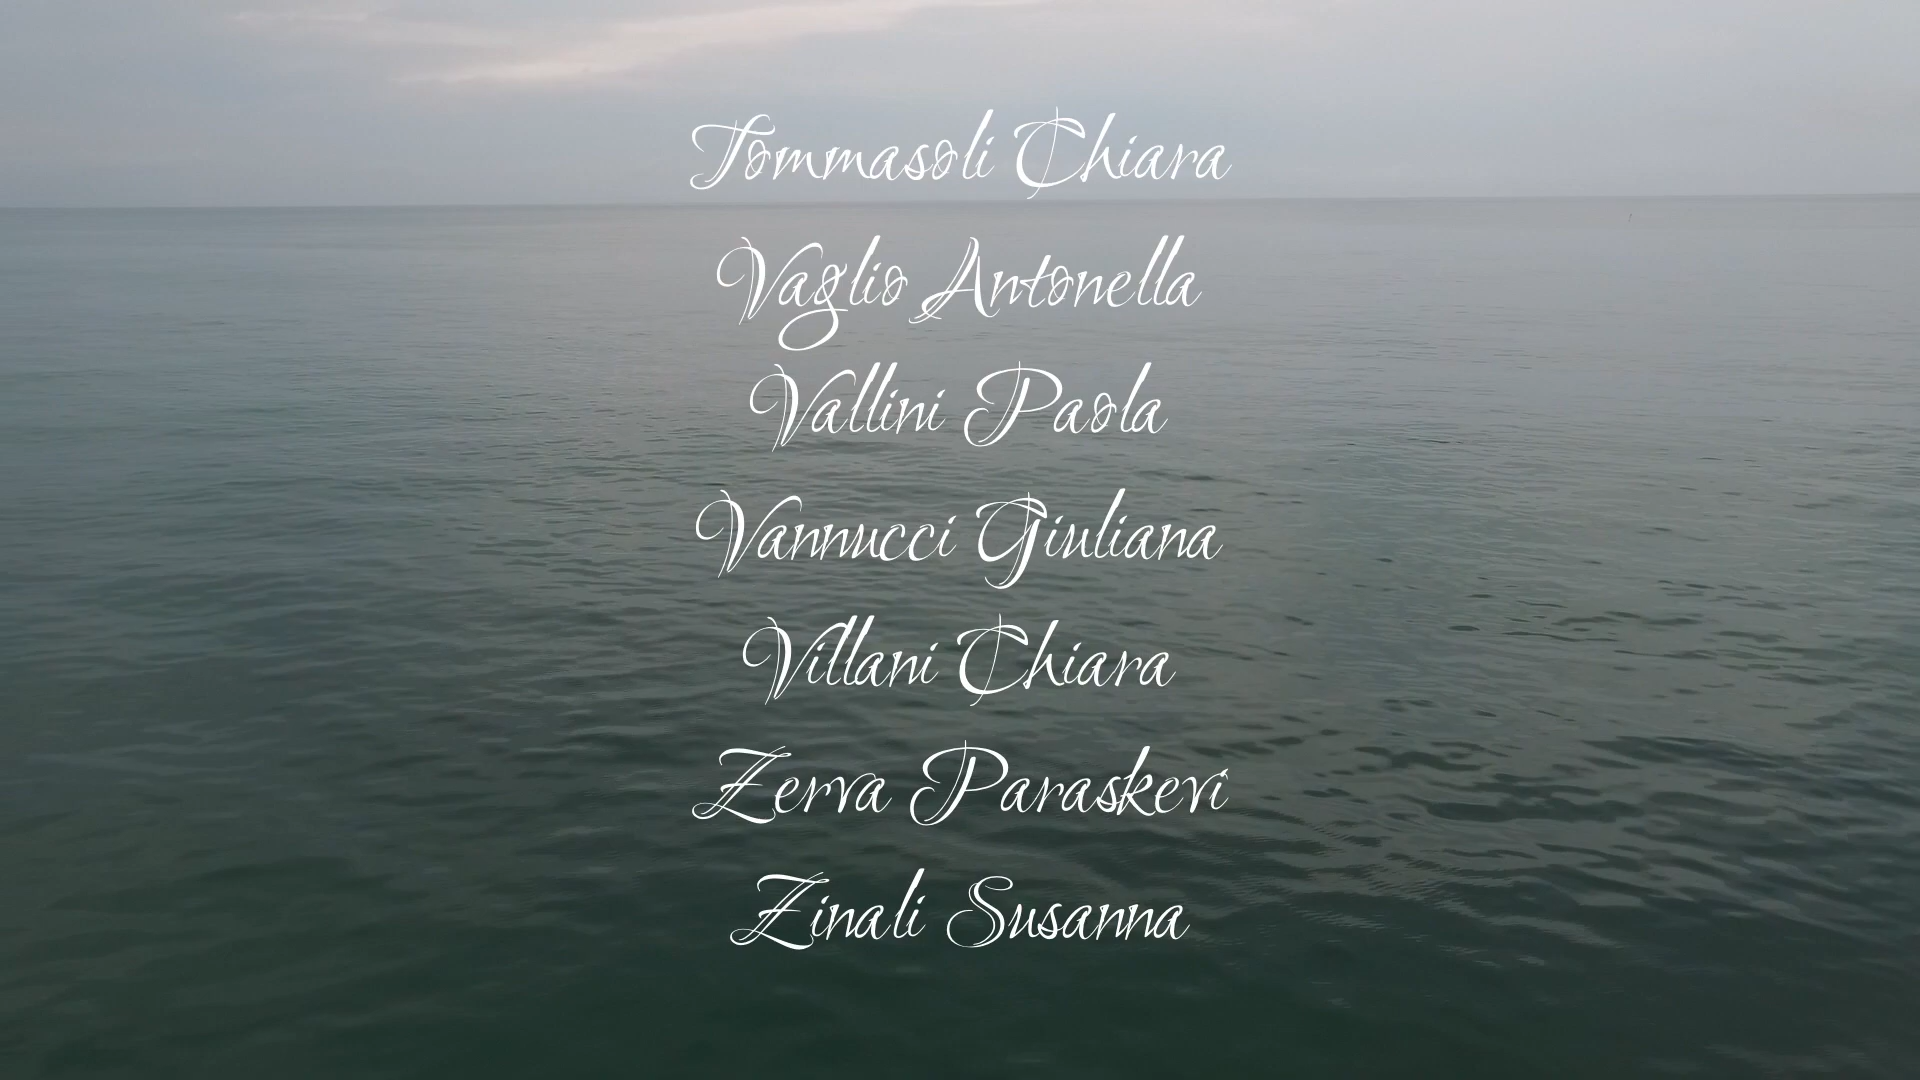 Tommasoli Chiara
Vaglio Antonella
Vallini Paola
Vannucci Giuliana
Villani Chiara
Zerva Paraskevi
Zinali Susanna